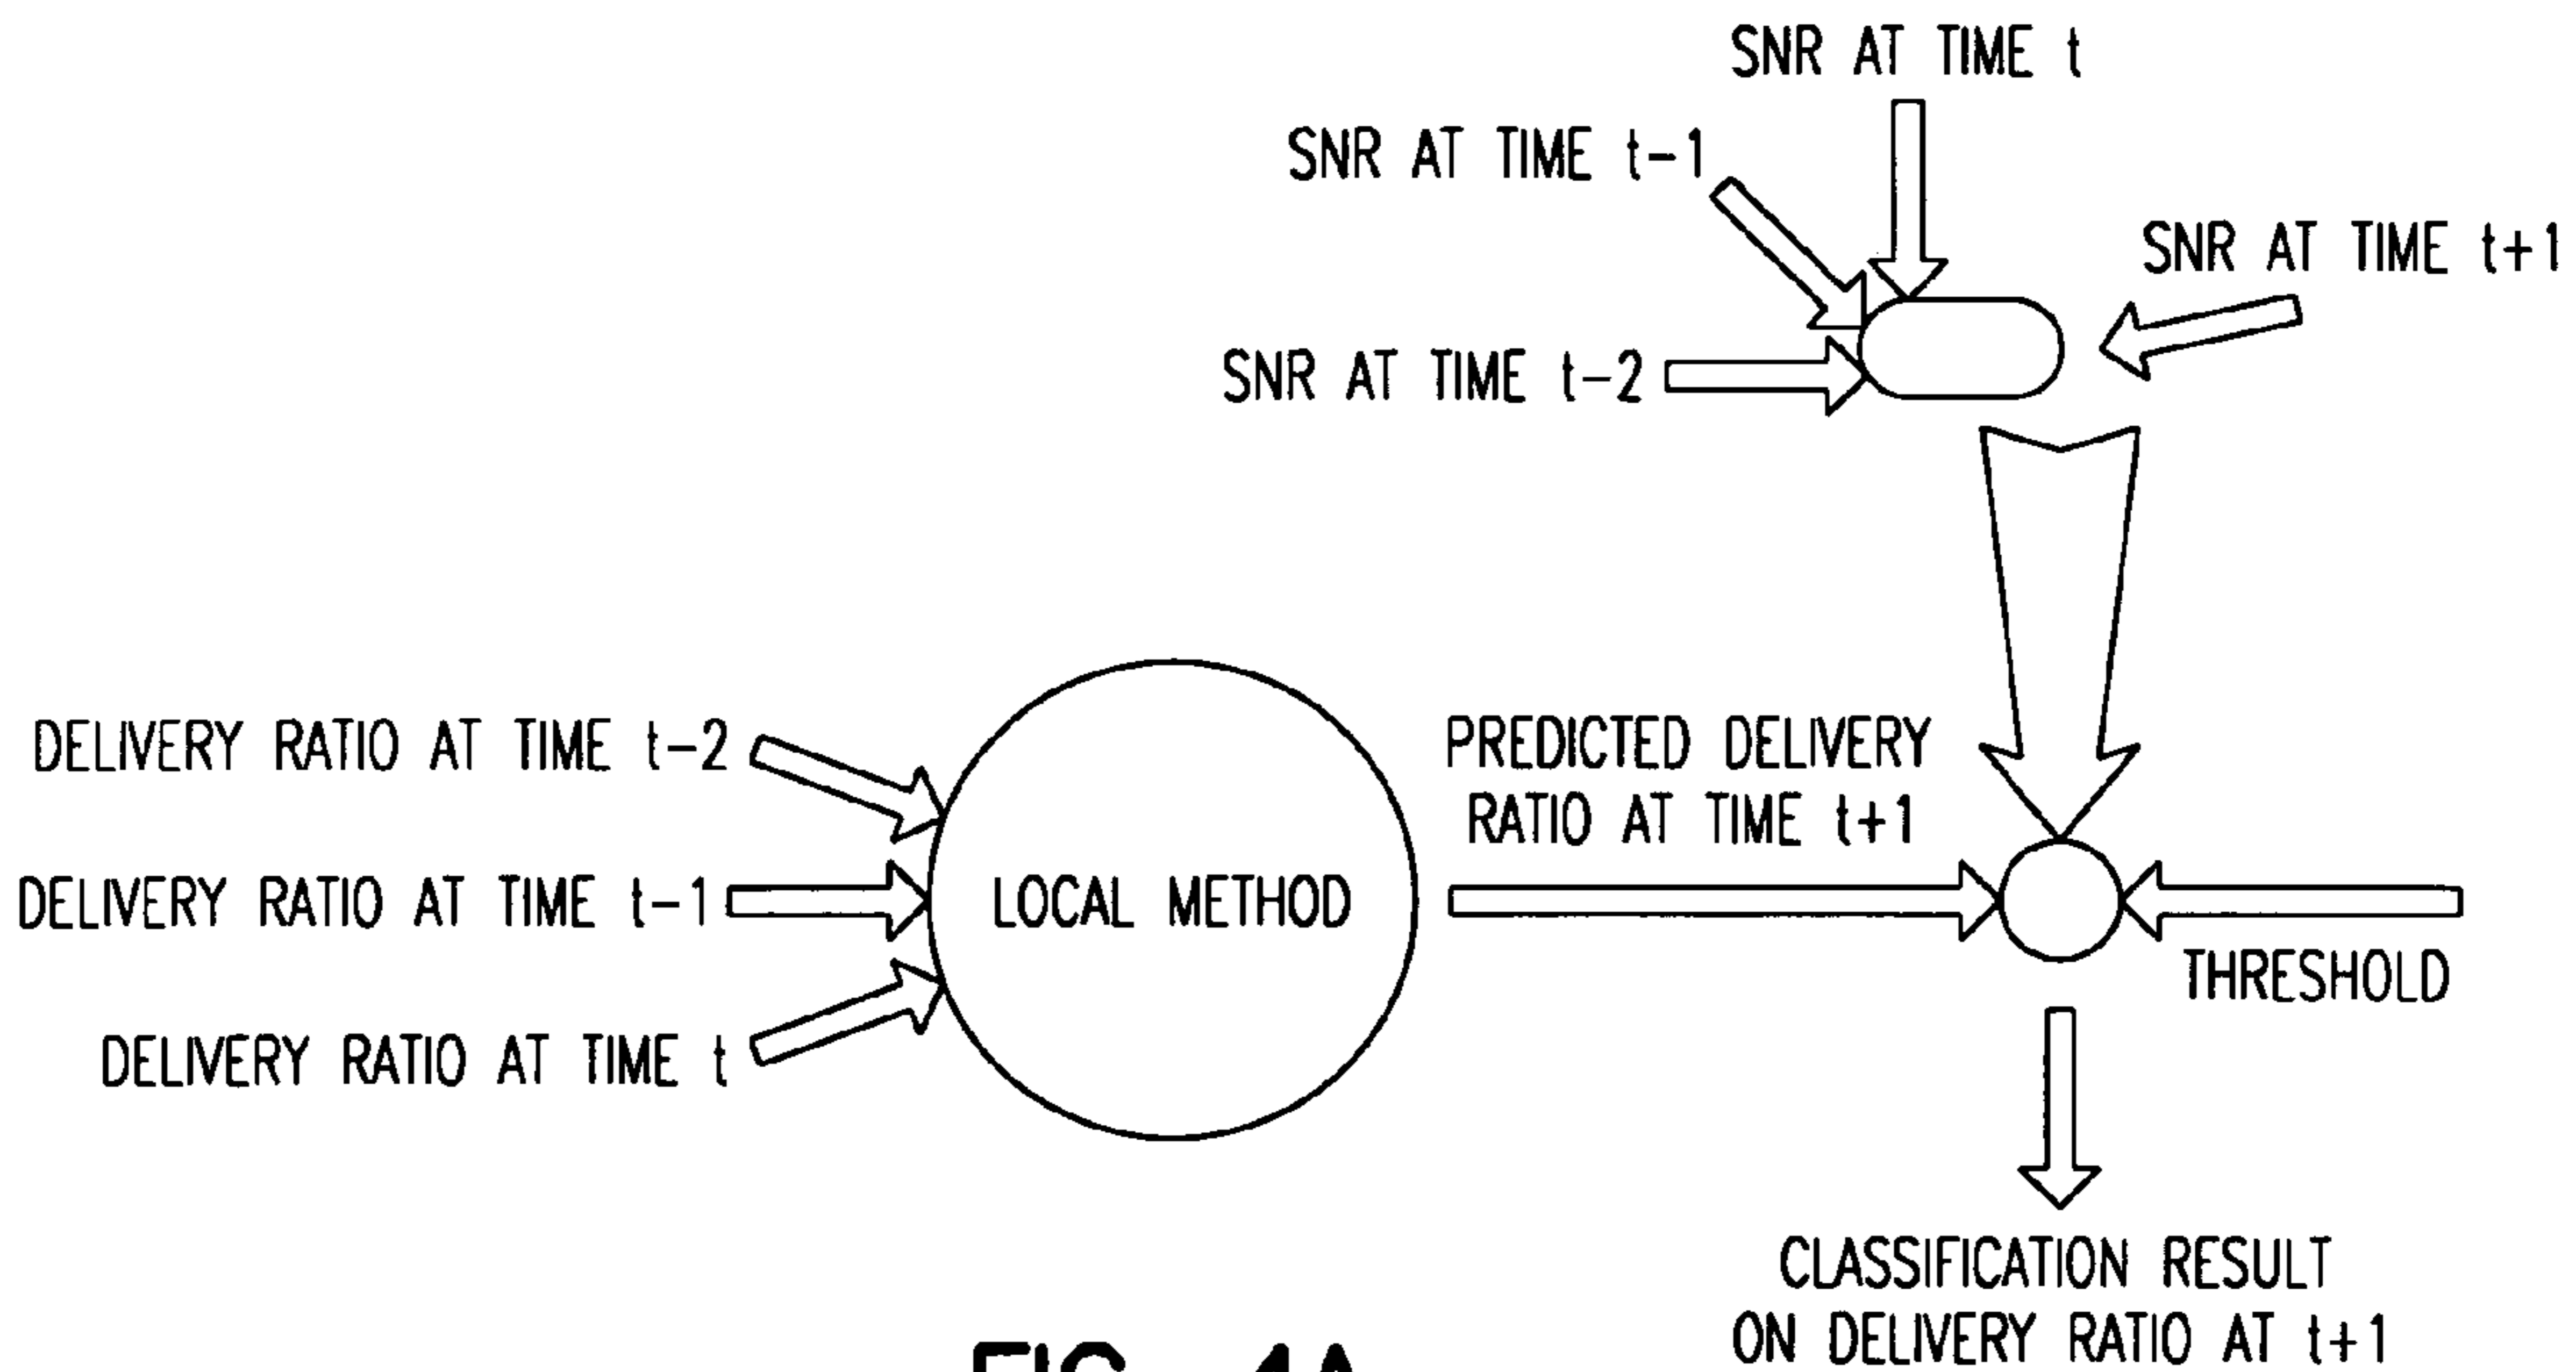 SNR AT TIME t
SNR AT TIME t-1
SNR AT TIME t+1
SNR AT TIME t-2
DELIVERY RATIO AT TIME t-2
PREDICTED DELIVERY
RATIO AT TIME t+1
DELIVERY RATIO AT TIME t-1
LOCAL METHOD
THRESHOLD
DELIVERY RATIO AT TIME t
CLASSIFICATION RESULT
ON DELIVERY RATIO AT t+1
FIG. 4A